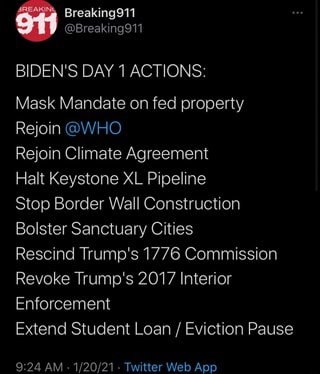 BREAKING
911
Breaking911
@Breaking911
BIDEN'S DAY 1 ACTIONS:
Mask Mandate on fed property
Rejoin @WHO
Rejoin Climate Agreement
Halt Keystone XL Pipeline
Stop Border Wall Construction
Bolster Sanctuary Cities
Rescind Trump's 1776 Commission
Revoke Trump's 2017 Interior
Enforcement
Extend Student Loan / Eviction Pause
9:24 AM · 1/20/21 · Twitter Web App